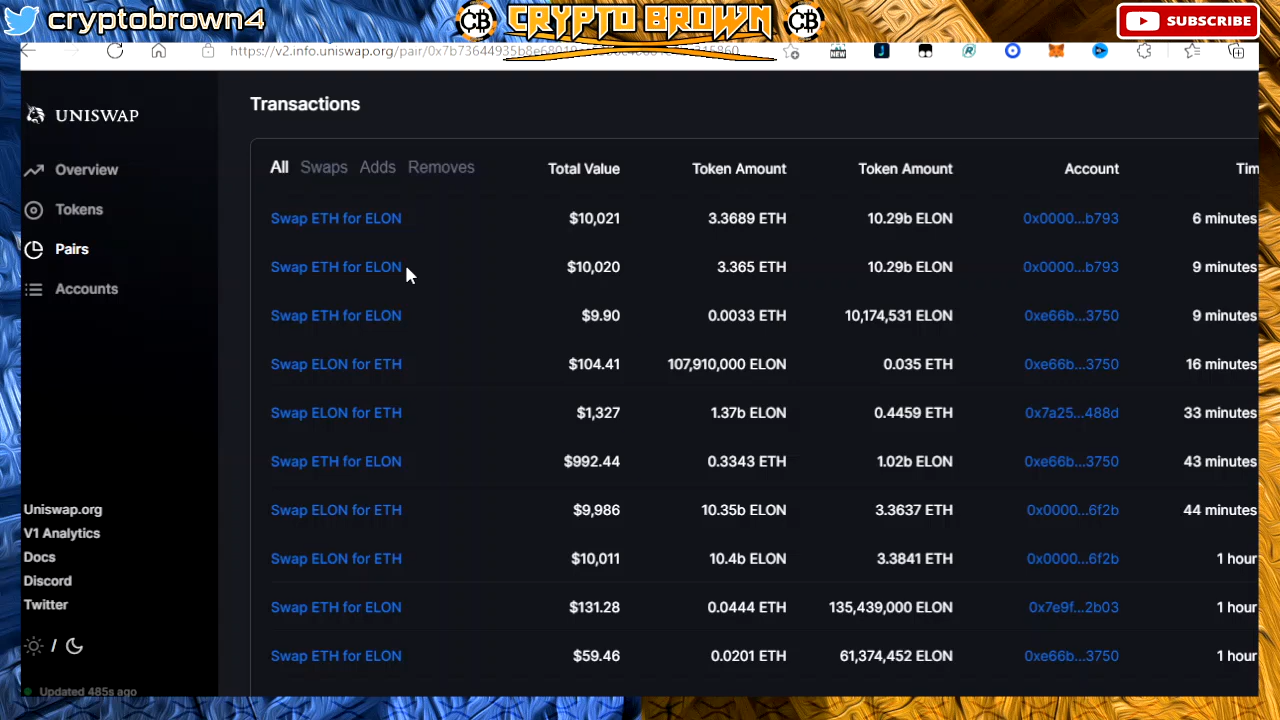 cryptobrown4
CB CRYPTO BROWN CB
SUBSCRIBE
NEW
UNISWAP
Overview
Tokens
Pairs
Accounts
Uniswap.org
V1 Analytics
Docs
Discord
Twitter
/
Updated 485s ago
Transactions
All Swaps Adds Removes Total Value Token Amount Token Amount Account Tim
Swap ETH for ELON $10,021 3.3689 ETH 10.29b ELON 0x0000...b793 6 minutes
Swap ETH for ELON $10,020 3.365 ETH 10.29b ELON 0x0000...b793 9 minutes
Swap ETH for ELON $9.90 0.0033 ETH 10,174,531 ELON 0xe66b...3750 9 minutes
Swap ELON for ETH $104.41 107,910,000 ELON 0.035 ETH 0xe66b...3750 16 minutes
Swap ELON for ETH $1,327 1.37b ELON 0.4459 ETH 0x7a25...488d 33 minutes
Swap ETH for ELON $992.44 0.3343 ETH 1.02b ELON 0xe66b...3750 43 minutes
Swap ELON for ETH $9,986 10.35b ELON 3.3637 ETH 0x0000...6f2b 44 minutes
Swap ELON for ETH $10,011 10.4b ELON 3.3841 ETH 0x0000...6f2b 1 hour
Swap ETH for ELON $131.28 0.0444 ETH 135,439,000 ELON 0x7e9f...2b03 1 hour
Swap ETH for ELON $59.46 0.0201 ETH 61,374,452 ELON 0xe66b...3750 1 hour